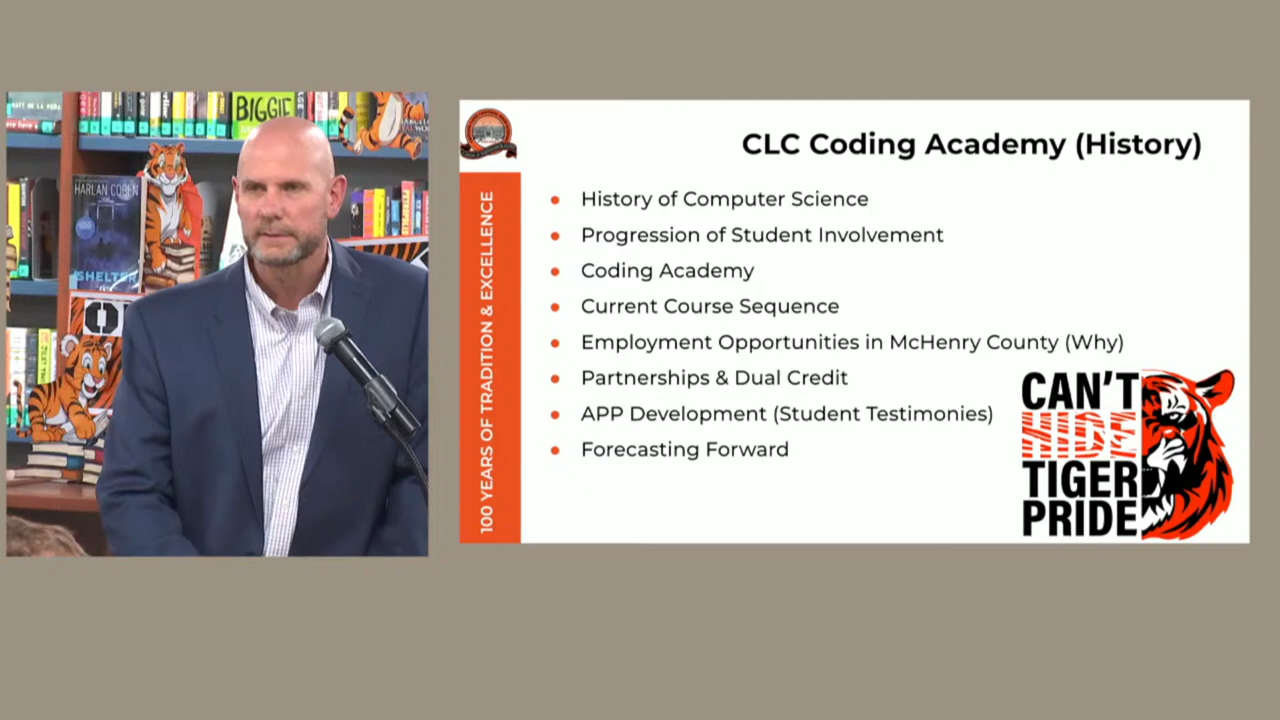 BIGGIE
HARLAN COBEN
SHELTER
CLC Coding Academy (History)
100 YEARS OF TRADITION & EXCELLENCE
History of Computer Science
Progression of Student Involvement
Coding Academy
Current Course Sequence
Employment Opportunities in McHenry County (Why)
Partnerships & Dual Credit
APP Development (Student Testimonies)
Forecasting Forward
CAN'T
HIDE
TIGER
PRIDE